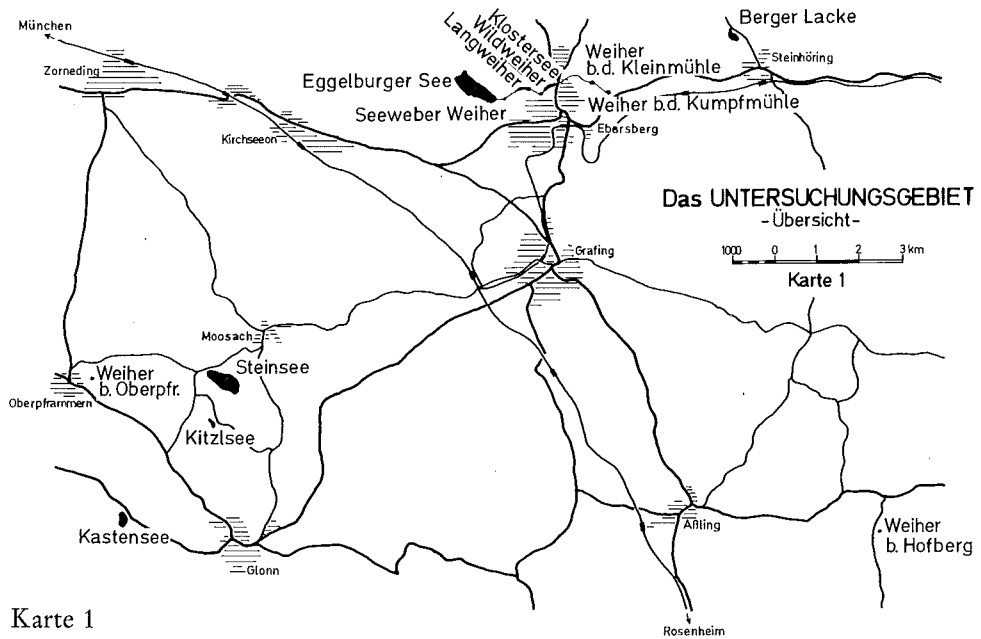 München
Zorneding
Kirchseeon
Eggelburger See
Seeweber Weiher
Langweiher
Wildweiher
Klostersee
Weiher
b.d. Kleinmühle
Weiher b.d. Kumpfmühle
Ebersberg
Berger Lacke
Steinhöring
Das UNTERSUCHUNGSGEBIET
-Übersicht-
1000 0 1 2 3 km
Karte 1
Grafing
Moosach
Steinsee
Weiher
b. Oberpfr.
Oberpframmern
Kitzlsee
Kastensee
Glonn
Aßling
Weiher
b. Hofberg
Rosenheim
Karte 1